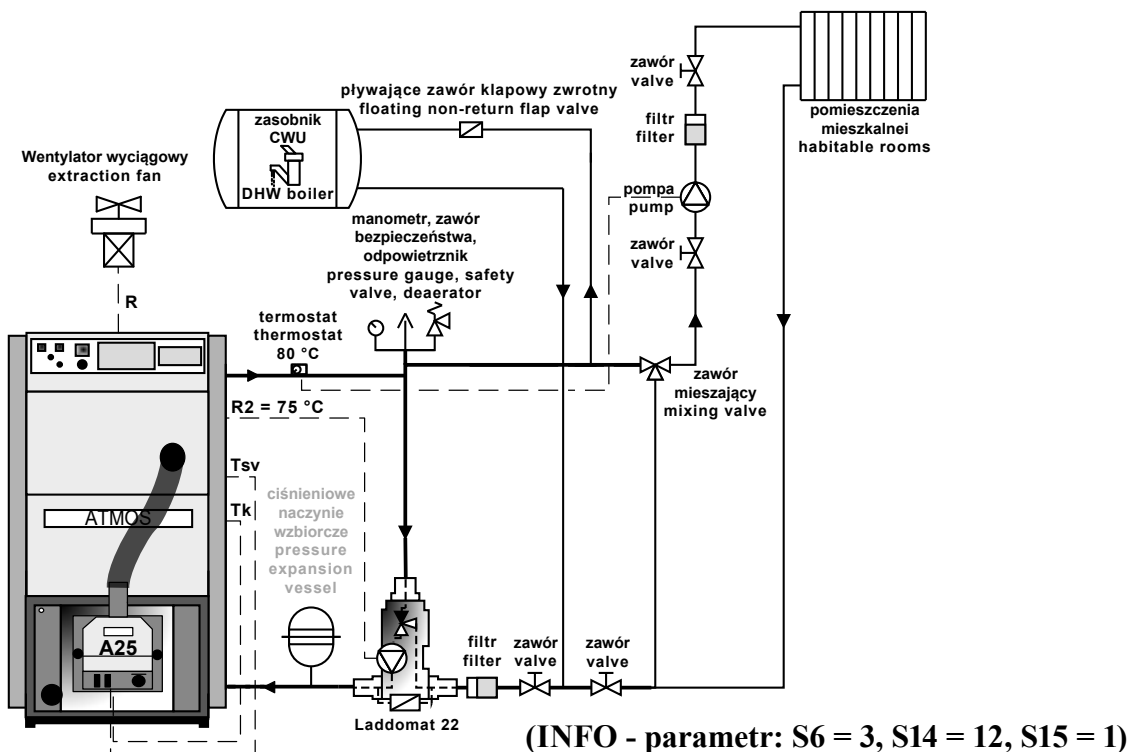 pływające zawór klapowy zwrotny
floating non-return flap valve
zasobnik
CWU
DHW boiler
Wentylator wyciągowy
extraction fan
R
manometr, zawór
bezpieczeństwa,
odpowietrznik
pressure gauge, safety
valve, deaerator
termostat
thermostat
80 °C
zawór
valve
filtr
filter
pompa
pump
zawór
valve
pomieszczenia
mieszkalnei
habitable rooms
zawór
mieszający
mixing valve
R2 = 75 °C
Tsv
Tk
ATMOS
A25
ciśnieniowe
naczynie
wzbiorcze
pressure
expansion
vessel
filtr
filter
zawór
valve
zawór
valve
Laddomat 22
(INFO - parametr: S6 = 3, S14 = 12, S15 = 1)